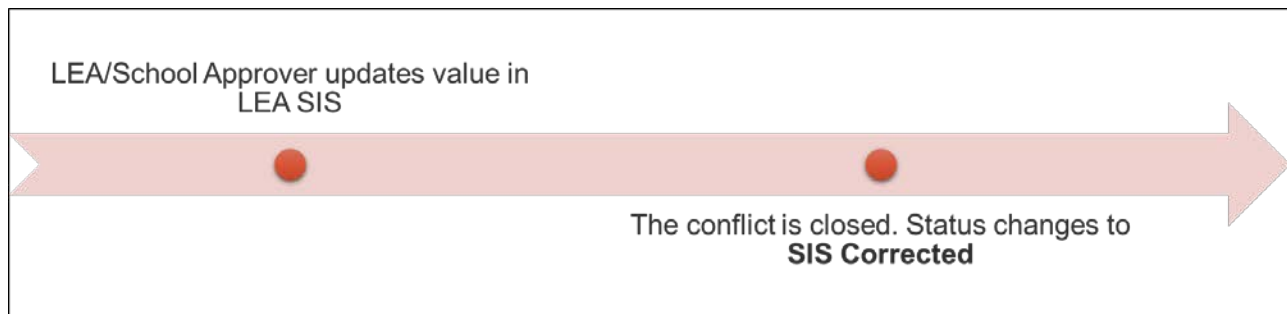 LEA/School Approver updates value in
LEA SIS
The conflict is closed. Status changes to
SIS Corrected